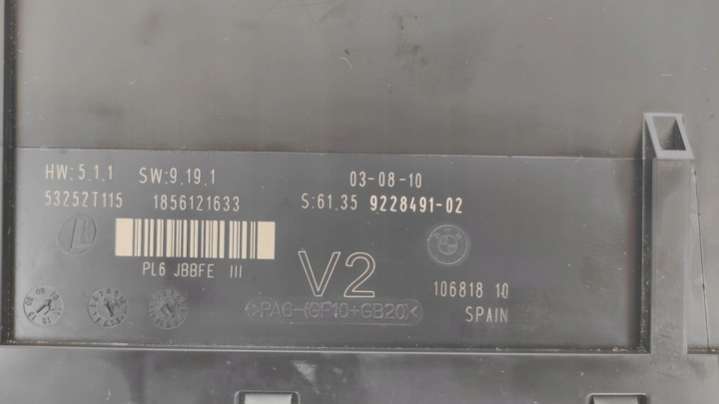 HW:5.1.1 SW:9.19.1 03-08-10
53252T115 1856121633 S:61.35 9228491-02
PL6 JBBFE III
V2
106818 10
>PA6-(GF10+GB20)<
SPAIN